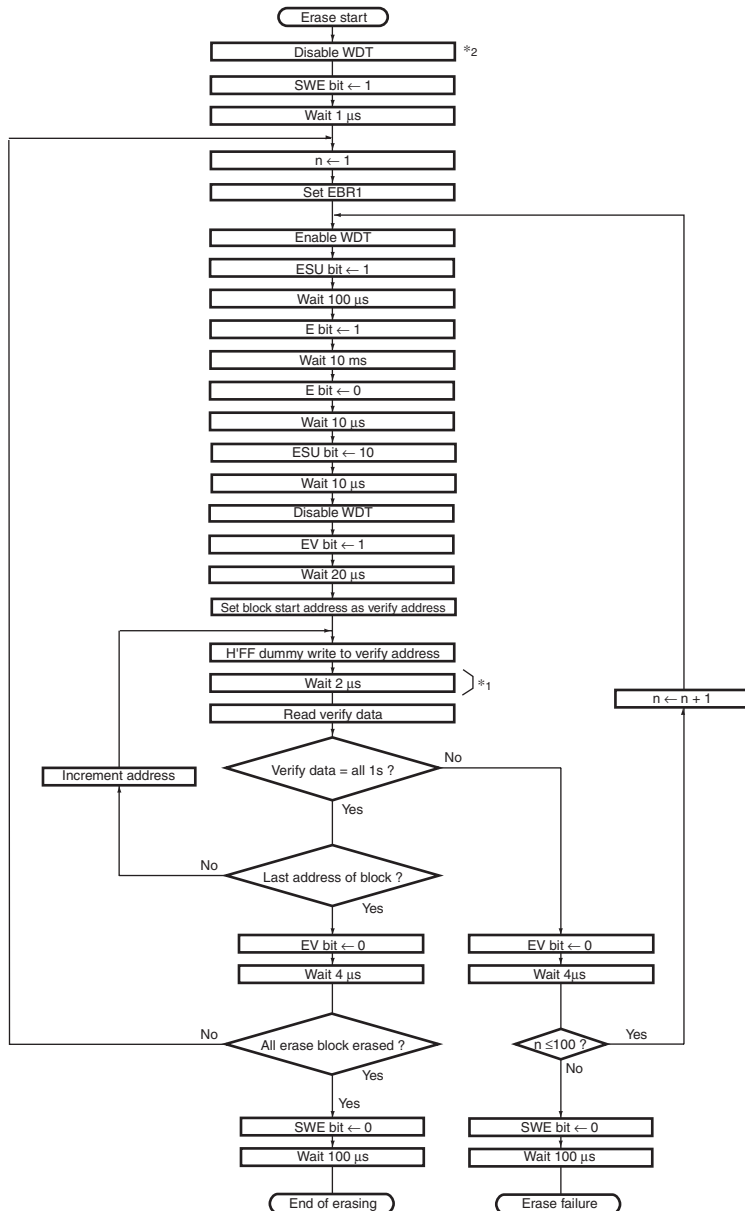 Erase start
Disable WDT
*2
SWE bit ← 1
Wait 1 μs
n ← 1
Set EBR1
Enable WDT
ESU bit ← 1
Wait 100 μs
E bit ← 1
Wait 10 ms
E bit ← 0
Wait 10 μs
ESU bit ← 10
Wait 10 μs
Disable WDT
EV bit ← 1
Wait 20 μs
Set block start address as verify address
H'FF dummy write to verify address
Wait 2 μs
*1
n ← n + 1
Read verify data
Increment address
Verify data = all 1s ?
No
Yes
No
Last address of block ?
Yes
EV bit ← 0
EV bit ← 0
Wait 4 μs
Wait 4μs
No
All erase block erased ?
n ≤100 ?
Yes
Yes
No
Yes
SWE bit ← 0
SWE bit ← 0
Wait 100 μs
Wait 100 μs
End of erasing
Erase failure